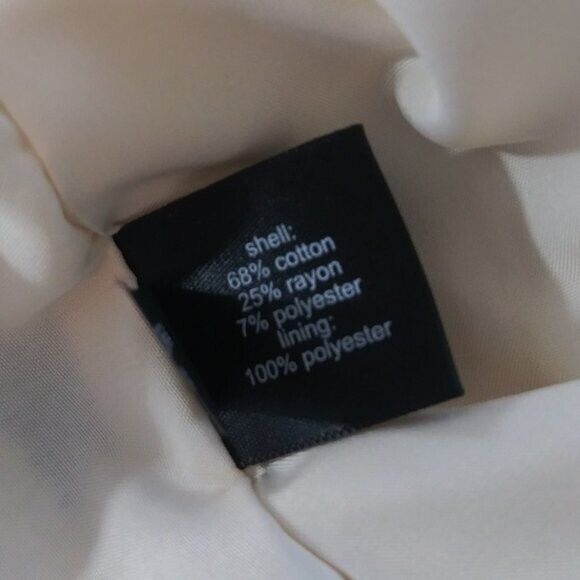 shell:
68% cotton
25% rayon
7% polyester
lining:
100% polyester